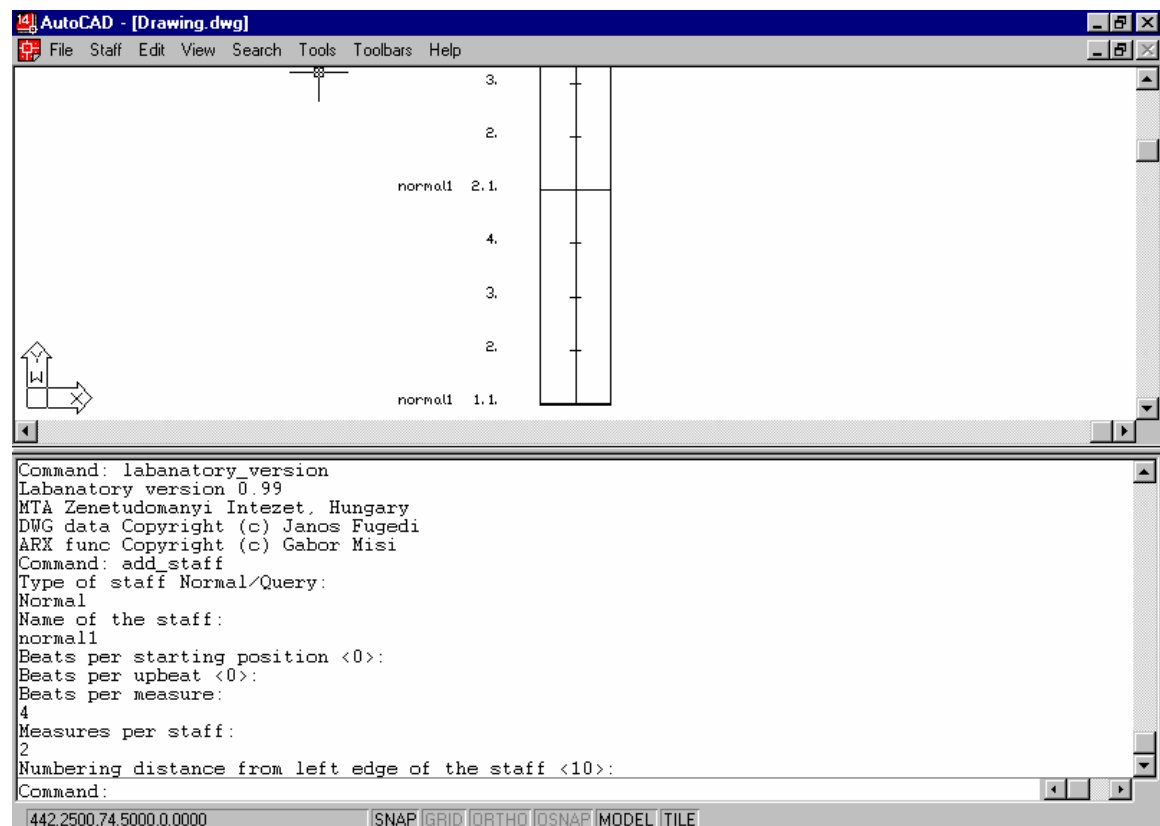 AutoCAD - [Drawing.dwg]
File Staff Edit View Search Tools Toolbars Help
3.
2.
normal1 2.1.
4.
3.
2.
normal1 1.1.
Y
W
X
Command: labanatory_version
Labanatory version 0.99
MTA Zenetudomanyi Intezet, Hungary
DWG data Copyright (c) Janos Fugedi
ARX func Copyright (c) Gabor Misi
Command: add_staff
Type of staff Normal/Query:
Normal
Name of the staff:
normal1
Beats per starting position <0>:
Beats per upbeat <0>:
Beats per measure:
4
Measures per staff:
2
Numbering distance from left edge of the staff <10>:
Command:
442.2500,74.5000,0.0000 SNAP GRID ORTHO OSNAP MODEL TILE